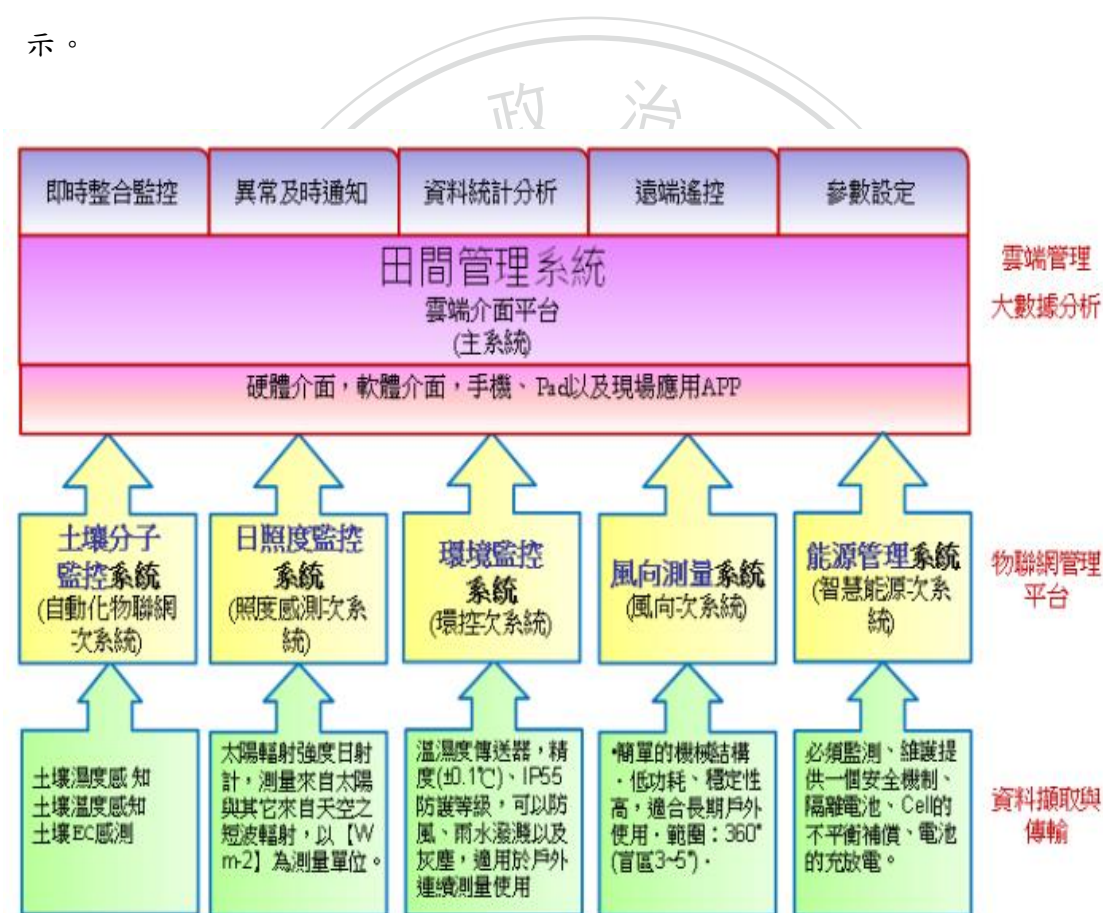 示。
政 治
即時整合監控
異常及時通知
資料統計分析
遠端遙控
參數設定
田間管理系統
雲端介面平台
(主系統)
雲端管理
大數據分析
硬體介面，軟體介面，手機、Pad以及現場應用APP
土壤分子
監控系統
(自動化物聯網
次系統)
日照度監控
系統
(照度感測次系
統)
環境監控
系統
(環控次系統)
風向測量系統
(風向次系統)
能源管理系統
(智慧能源次系
統)
物聯網管理
平台
土壤濕度感知
土壤溫度感知
土壤EC感測
太陽輻射強度日射
計，測量來自太陽
與其它來自天空之
短波輻射，以【W
m-2】為測量單位。
溫濕度傳送器，精
度(±0.1℃)、IP55
防護等級，可以防
風、雨水潑濺以及
灰塵，適用於戶外
連續測量使用
•簡單的機械結構
．低功耗、穩定性
高，適合長期戶外
使用．範圍：360°
(盲區3~5°)．
必須監測、維護提
供一個安全機制、
隔離電池、Cell的
不平衡補償、電池
的充放電。
資料擷取與
傳輸